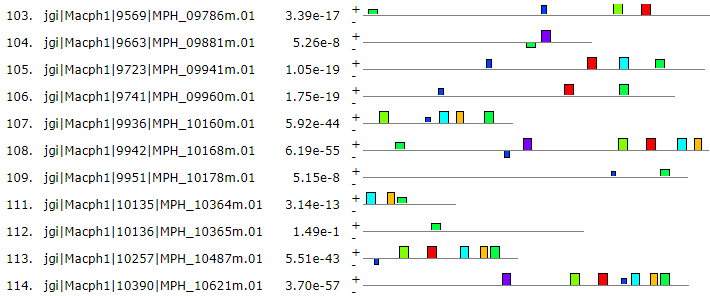 103. jgi|Macph1|9569|MPH_09786m.01 3.39e-17 + -
104. jgi|Macph1|9663|MPH_09881m.01 5.26e-8 + -
105. jgi|Macph1|9723|MPH_09941m.01 1.05e-19 + -
106. jgi|Macph1|9741|MPH_09960m.01 1.75e-19 + -
107. jgi|Macph1|9936|MPH_10160m.01 5.92e-44 + -
108. jgi|Macph1|9942|MPH_10168m.01 6.19e-55 + -
109. jgi|Macph1|9951|MPH_10178m.01 5.15e-8 + -
111. jgi|Macph1|10135|MPH_10364m.01 3.14e-13 + -
112. jgi|Macph1|10136|MPH_10365m.01 1.49e-1 + -
113. jgi|Macph1|10257|MPH_10487m.01 5.51e-43 + -
114. jgi|Macph1|10390|MPH_10621m.01 3.70e-57 + -